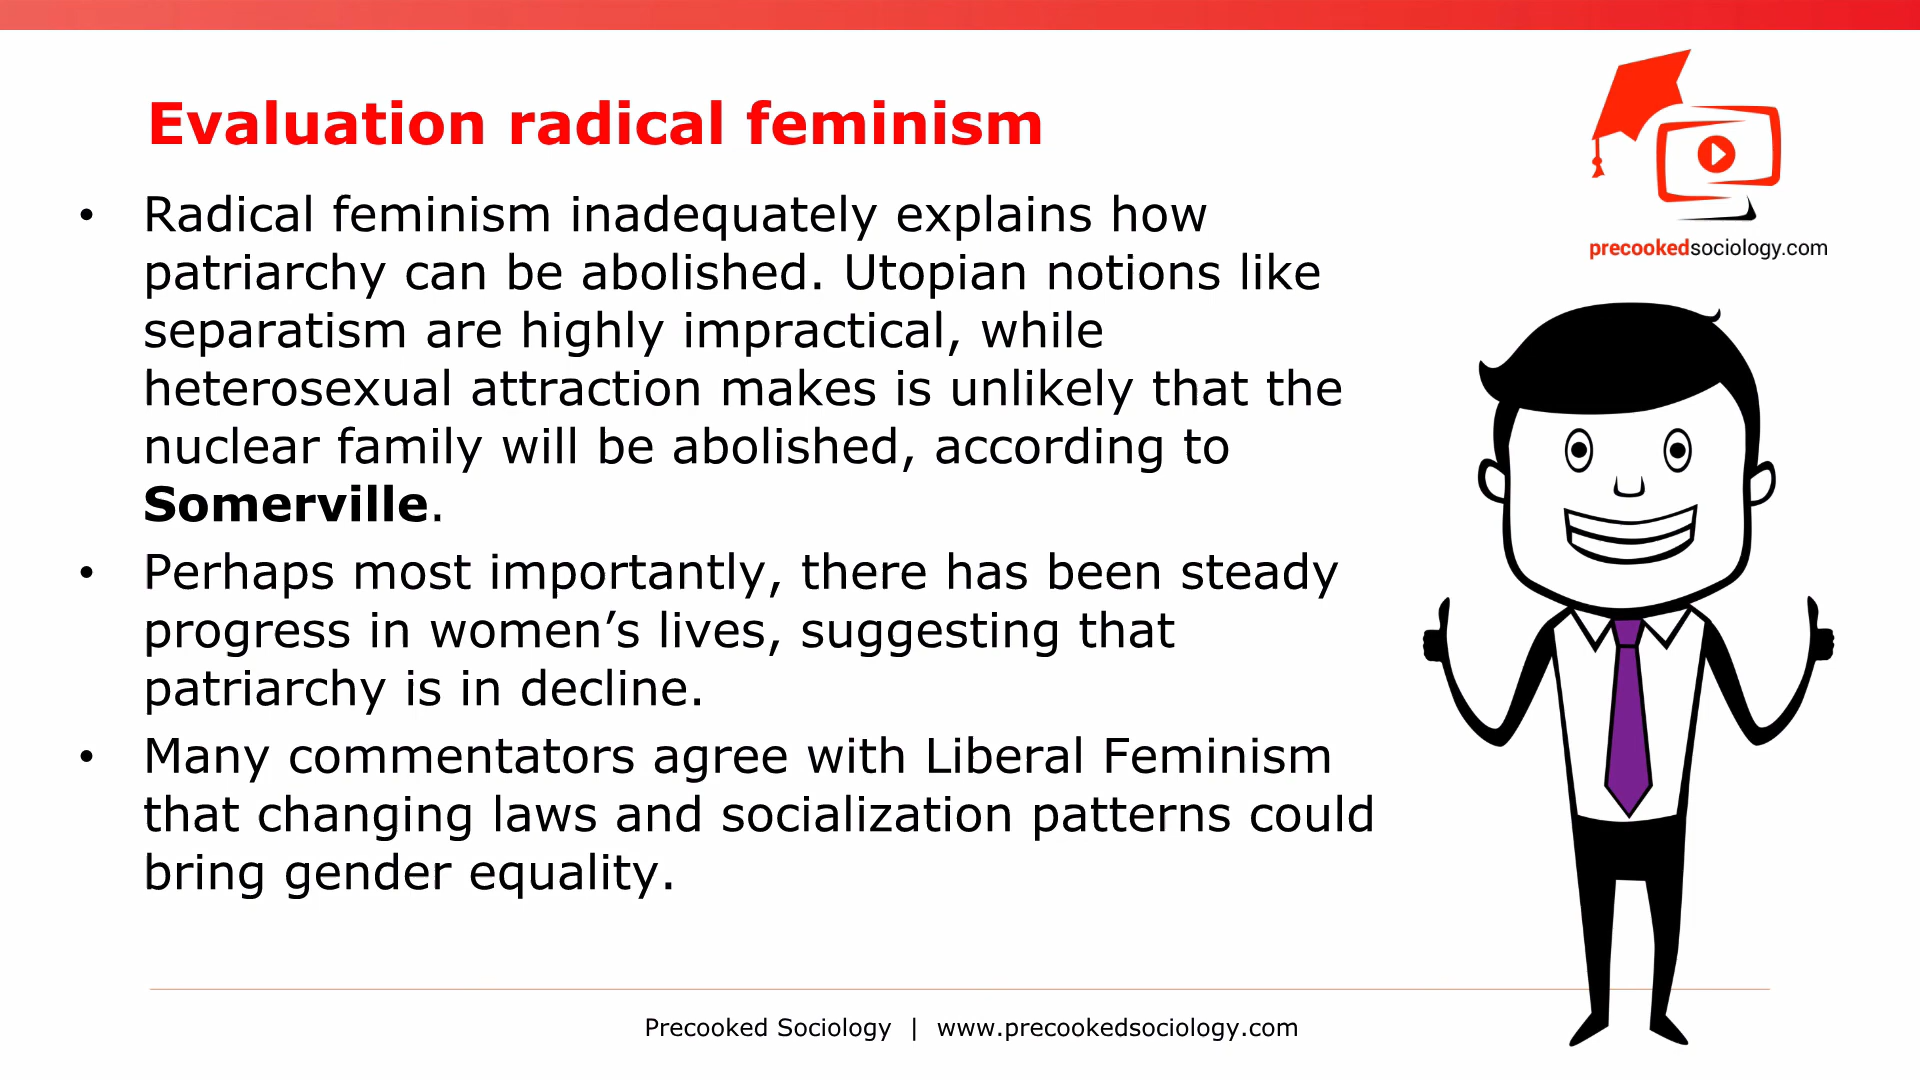 Evaluation radical feminism
precookedsociology.com
• Radical feminism inadequately explains how
patriarchy can be abolished. Utopian notions like
separatism are highly impractical, while
heterosexual attraction makes is unlikely that the
nuclear family will be abolished, according to
Somerville.
• Perhaps most importantly, there has been steady
progress in women’s lives, suggesting that
patriarchy is in decline.
• Many commentators agree with Liberal Feminism
that changing laws and socialization patterns could
bring gender equality.
Precooked Sociology | www.precookedsociology.com